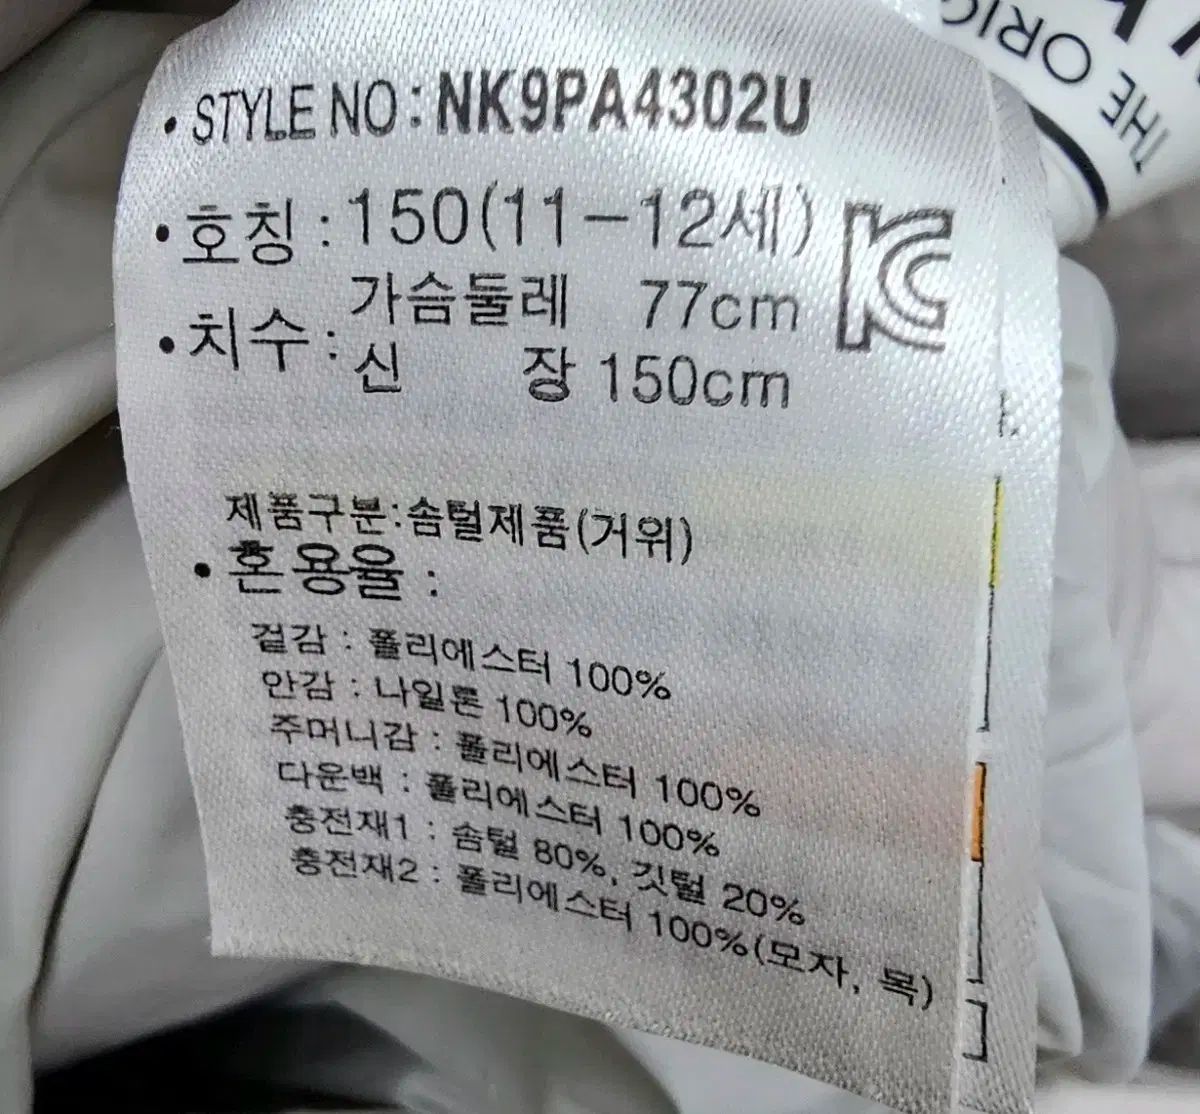 THE ORIG
• STYLE NO : NK9PA4302U
• 호칭 : 150(11-12세)
• 치수 : 가슴둘레 77cm
신 장 150cm
제품구분:솜털제품(거위)
• 혼용율 :
겉감 : 폴리에스터 100%
안감 : 나일론 100%
주머니감 : 폴리에스터 100%
다운백 : 폴리에스터 100%
충전재1 : 솜털 80%, 깃털 20%
충전재2 : 폴리에스터 100%(모자, 목)